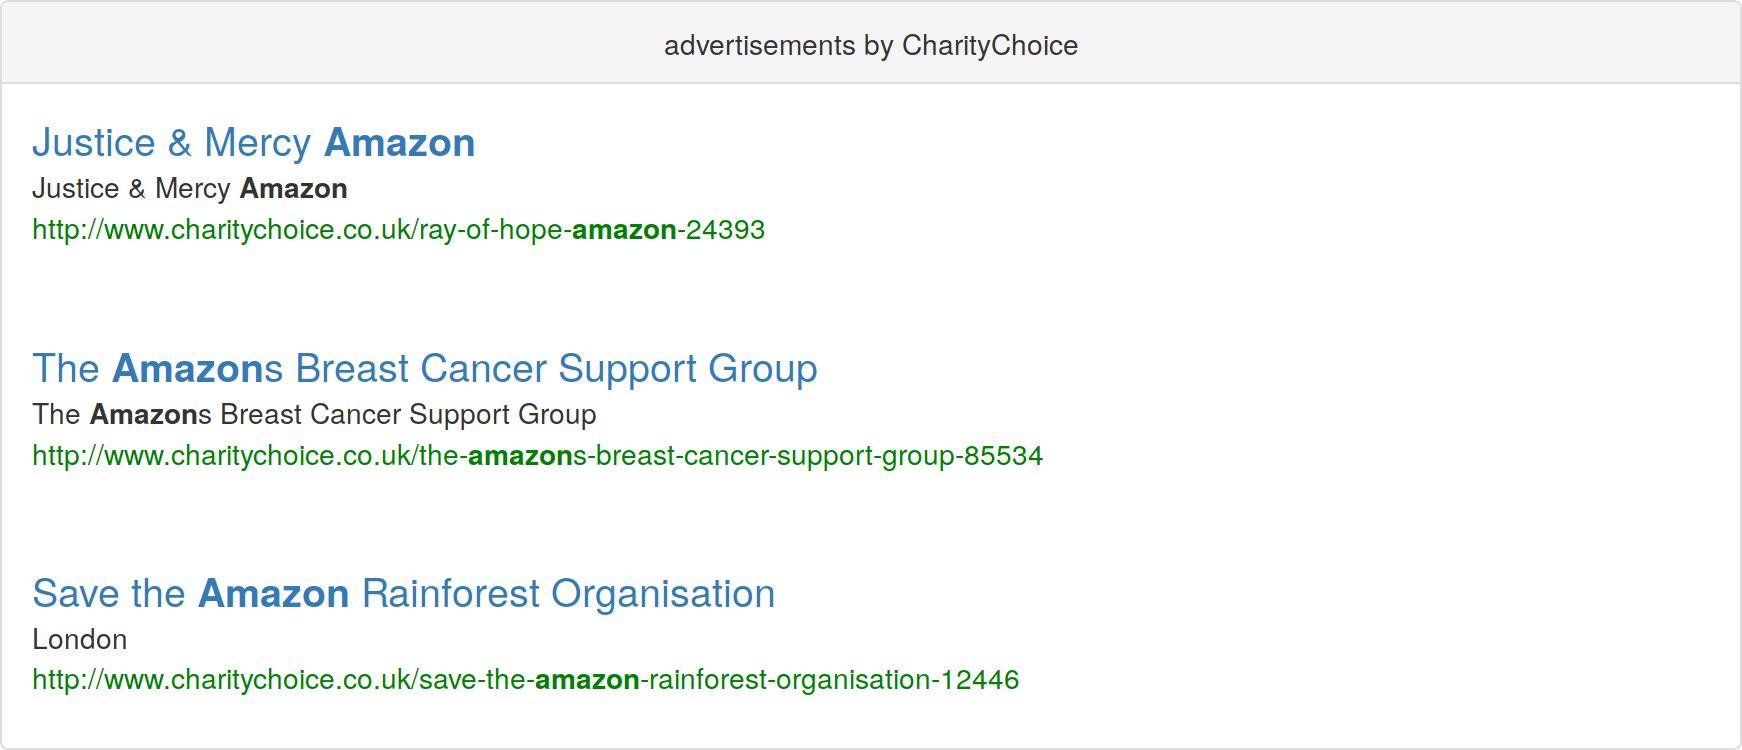 advertisements by CharityChoice
Justice & Mercy Amazon
Justice & Mercy Amazon
http://www.charitychoice.co.uk/ray-of-hope-amazon-24393
The Amazons Breast Cancer Support Group
The Amazons Breast Cancer Support Group
http://www.charitychoice.co.uk/the-amazons-breast-cancer-support-group-85534
Save the Amazon Rainforest Organisation
London
http://www.charitychoice.co.uk/save-the-amazon-rainforest-organisation-12446